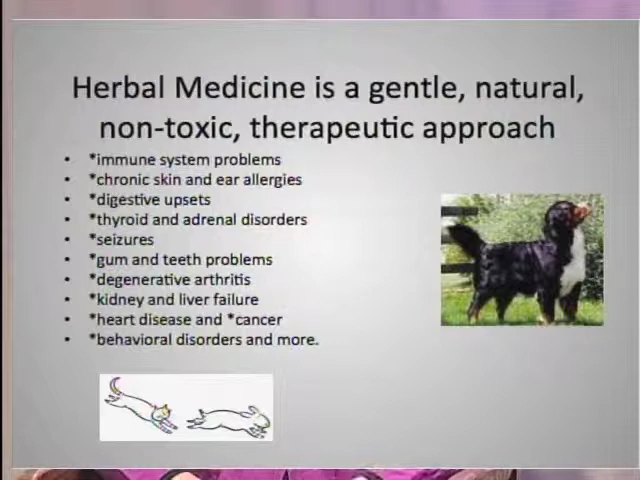 Herbal Medicine is a gentle, natural,
non-toxic, therapeutic approach
• *immune system problems
• *chronic skin and ear allergies
• *digestive upsets
• *thyroid and adrenal disorders
• *seizures
• *gum and teeth problems
• *degenerative arthritis
• *kidney and liver failure
• *heart disease and *cancer
• *behavioral disorders and more.